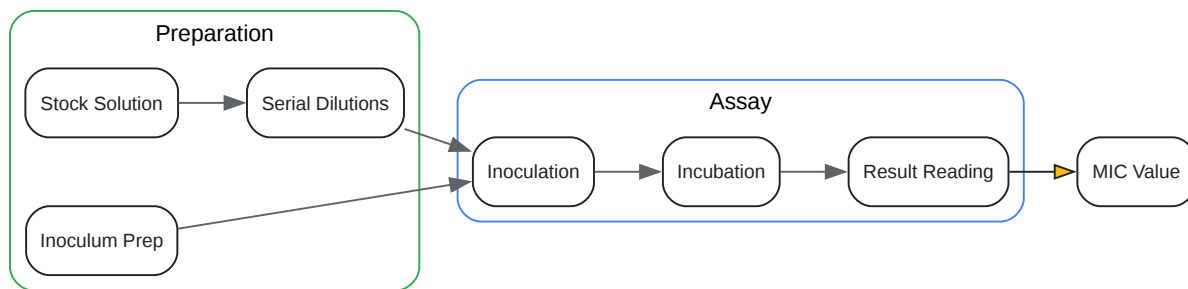 Preparation
Stock Solution
Serial Dilutions
Inoculum Prep
Assay
Inoculation
Incubation
Result Reading
MIC Value